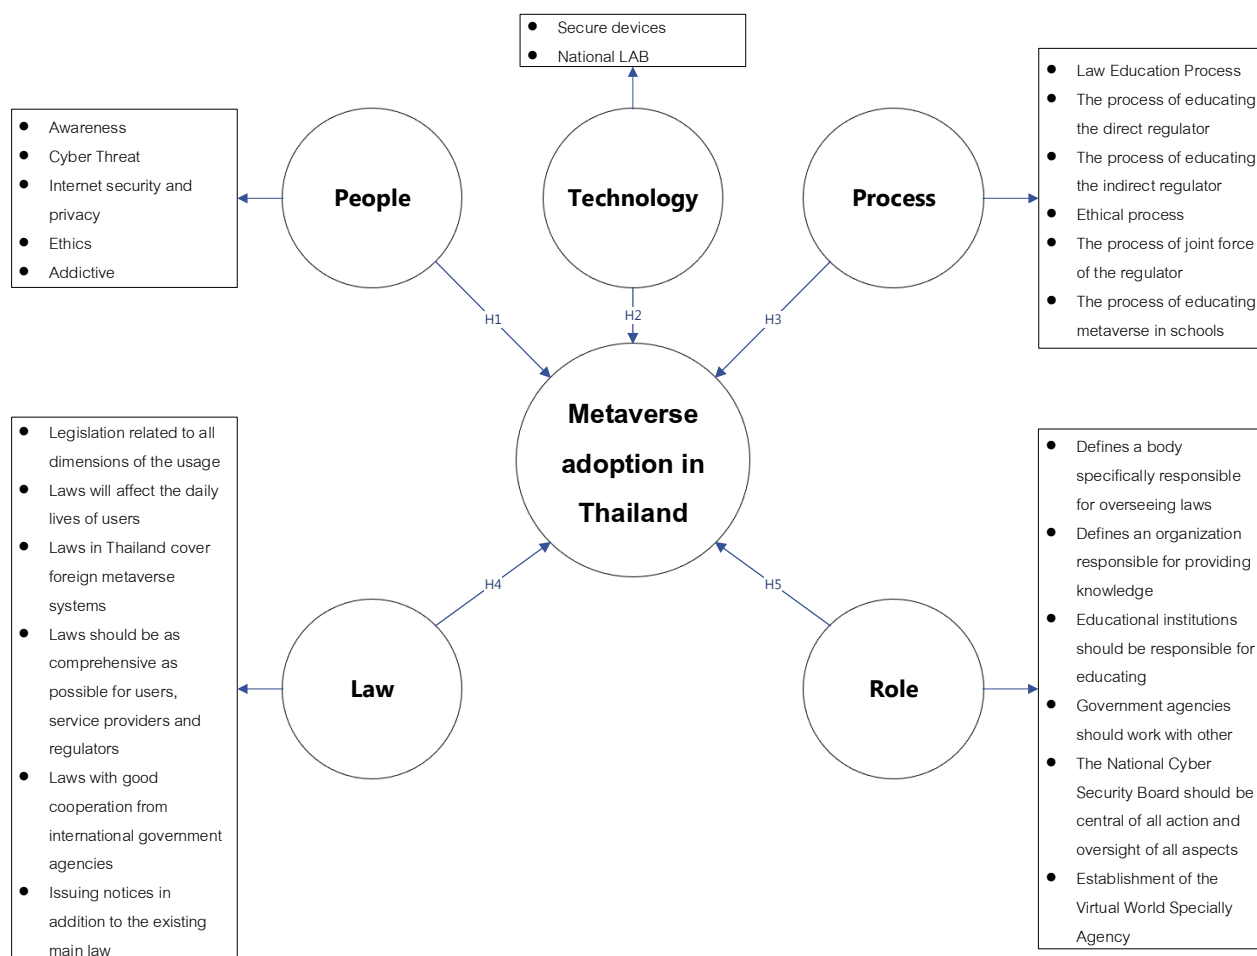 Secure devices
National LAB
Awareness
Cyber Threat
Internet security and
privacy
Ethics
Addictive
People
Technology
Process
Law Education Process
The process of educating
the direct regulator
The process of educating
the indirect regulator
Ethical process
The process of joint force
of the regulator
The process of educating
metaverse in schools
H1
H2
H3
Metaverse
adoption in
Thailand
Legislation related to all
dimensions of the usage
Laws will affect the daily
lives of users
Laws in Thailand cover
foreign metaverse
systems
Laws should be as
comprehensive as
possible for users,
service providers and
regulators
Laws with good
cooperation from
international government
agencies
Issuing notices in
addition to the existing
main law
H4
H5
Law
Role
Defines a body
specifically responsible
for overseeing laws
Defines an organization
responsible for providing
knowledge
Educational institutions
should be responsible for
educating
Government agencies
should work with other
The National Cyber
Security Board should be
central of all action and
oversight of all aspects
Establishment of the
Virtual World Specially
Agency